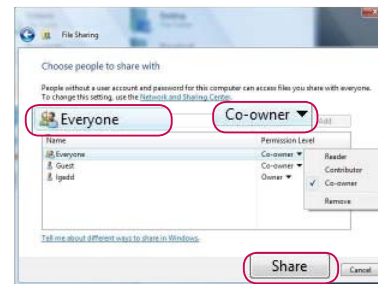 File Sharing
Choose people to share with
People without a user account and password for this computer can access files you share with everyone.
To change this setting, use the Network and Sharing Center.
Everyone
Co-owner ▼
Add
Name
Permission Level
Everyone
Co-owner ▼
Guest
Co-owner ▼
lgedd
Owner ▼
Reader
Contributor
✓ Co-owner
Remove
Tell me about different ways to share in Windows.
Share
Cancel